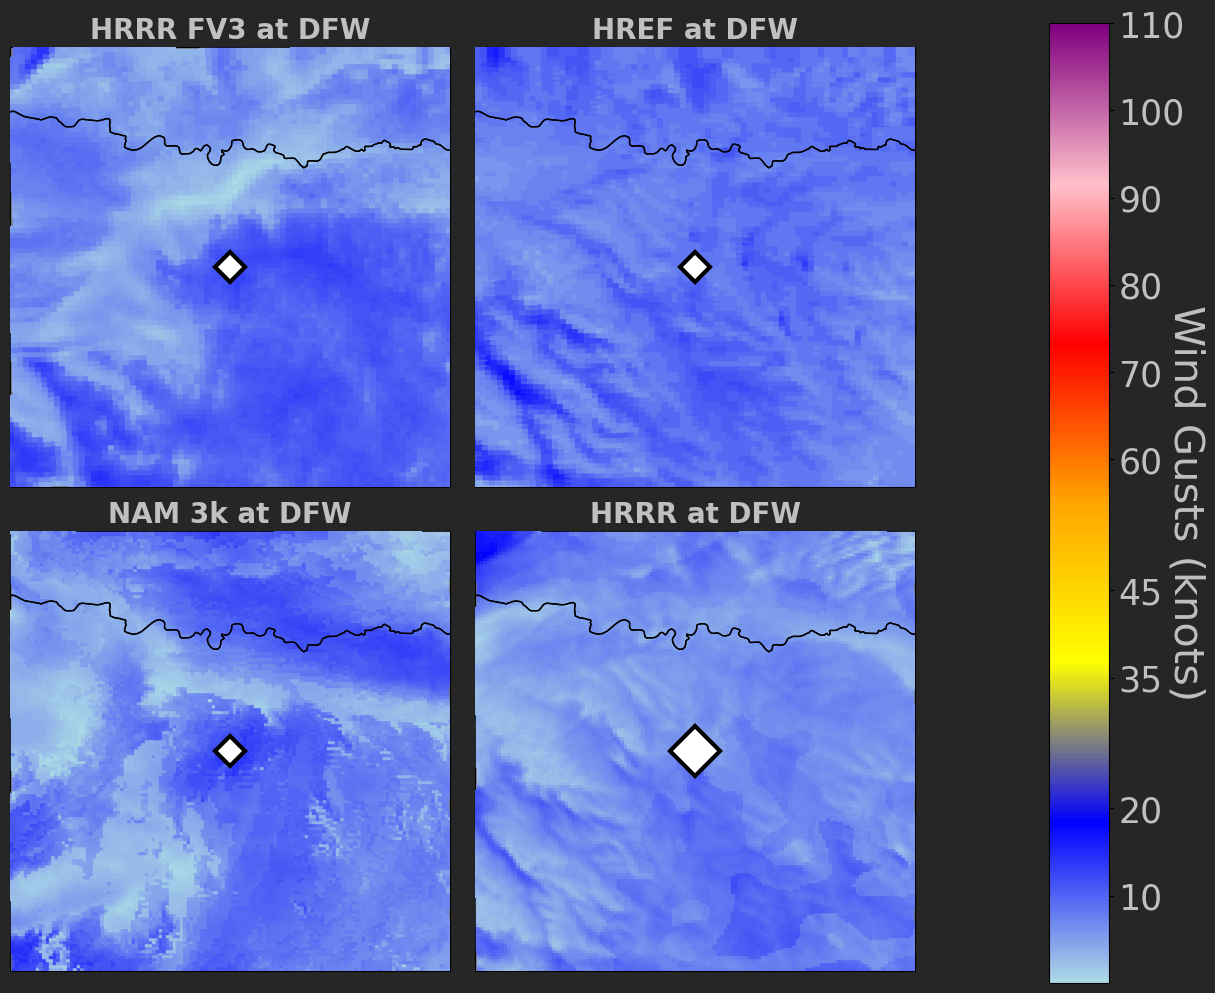 HRRR FV3 at DFW
HREF at DFW
NAM 3k at DFW
HRRR at DFW
110
100
90
80
70
60
45
35
20
10
Wind Gusts (knots)